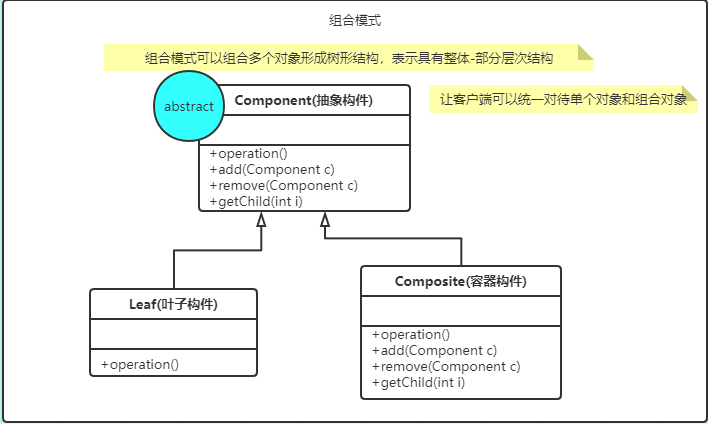 组合模式
组合模式可以组合多个对象形成树形结构，表示具有整体-部分层次结构
让客户端可以统一对待单个对象和组合对象
abstract
Component(抽象构件)
+operation()
+add(Component c)
+remove(Component c)
+getChild(int i)
Leaf(叶子构件)
+operation()
Composite(容器构件)
+operation()
+add(Component c)
+remove(Component c)
+getChild(int i)